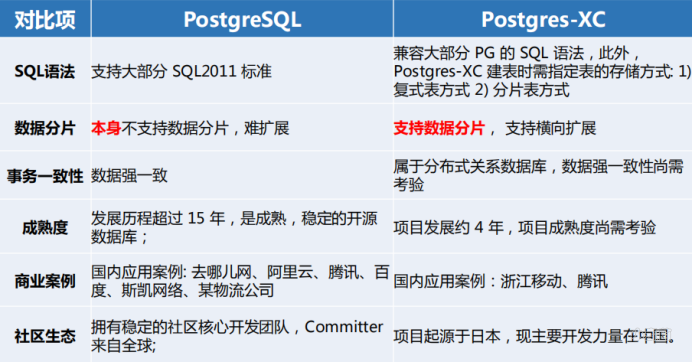 对比项 PostgreSQL Postgres-XC
SQL语法 支持大部分 SQL2011 标准 兼容大部分 PG 的 SQL 语法，此外，
Postgres-XC 建表时需指定表的存储方式: 1)
复式表方式 2) 分片表方式
数据分片 本身不支持数据分片，难扩展 支持数据分片， 支持横向扩展
事务一致性 数据强一致 属于分布式关系数据库，数据强一致性尚需
考验
成熟度 发展历程超过 15 年，是成熟，稳定的开源
数据库； 项目发展约 4 年，项目成熟度尚需考验
商业案例 国内应用案例: 去哪儿网、阿里云、腾讯、百
度、斯凯网络、某物流公司 国内应用案例：浙江移动、腾讯
社区生态 拥有稳定的社区核心开发团队，Committer
来自全球; 项目起源于日本，现主要开发力量在中国。